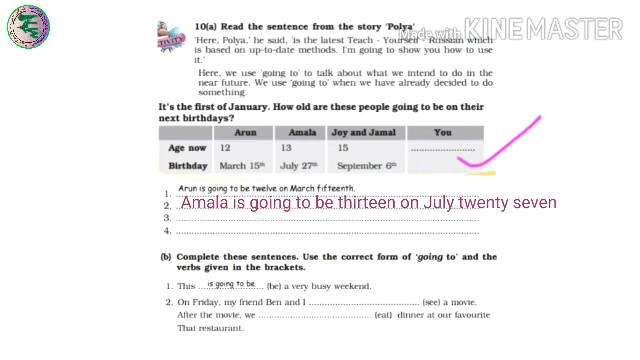 Made with KINEMASTER
10(a) Read the sentence from the story 'Polya'
'Here, Polya,' he said, 'is the latest Teach - Yourself - Russian which
is based on up-to-date methods. I'm going to show you how to use
it.'
Here, we use 'going to' to talk about what we intend to do in the
near future. We use 'going to' when we have already decided to do
something.
It's the first of January. How old are these people going to be on their
next birthdays?
Arun Amala Joy and Jamal You
Age now 12 13 15 ........................
Birthday March 15th July 27th September 6th
1. Arun is going to be twelve on March fifteenth.
2. Amala is going to be thirteen on July twenty seven
3. ........................
4. ........................
(b) Complete these sentences. Use the correct form of 'going to' and the
verbs given in the brackets.
1. This ...is going to be... (be) a very busy weekend.
2. On Friday, my friend Ben and I ........................ (see) a movie.
After the movie, we ........................ (eat) dinner at our favourite
Thai restaurant.